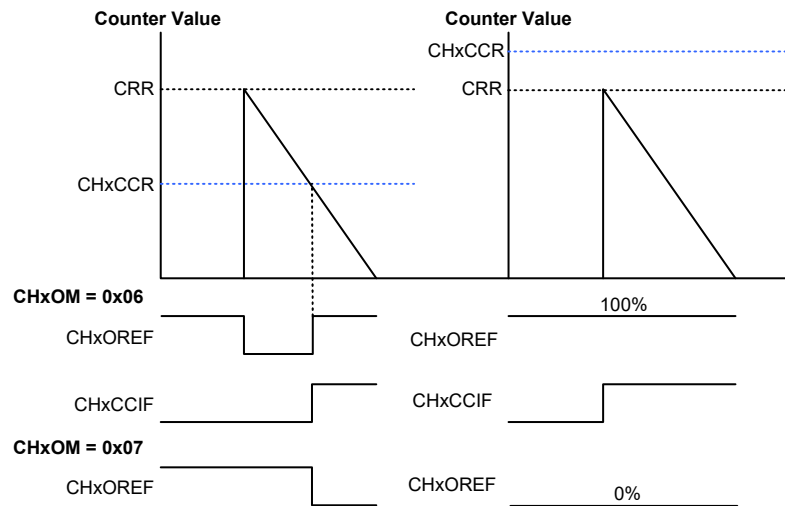 Counter Value
CRR
CHxCCR
CHxOM = 0x06
CHxOREF
CHxCCIF
CHxOM = 0x07
CHxOREF
Counter Value
CHxCCR
CRR
100%
CHxOREF
CHxCCIF
CHxOREF
0%